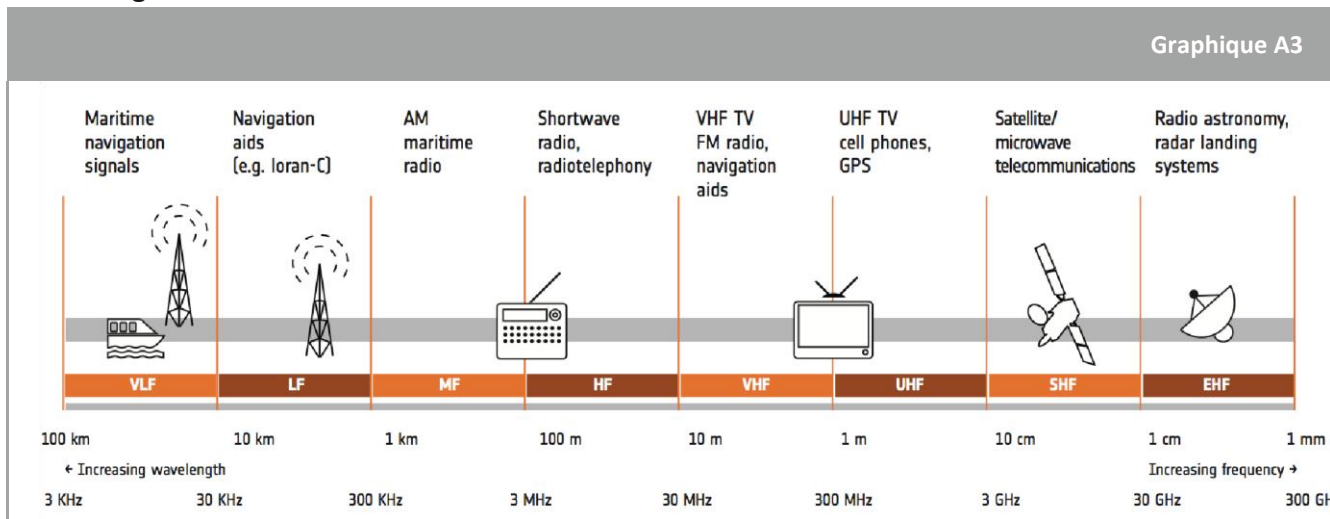 Graphique A3
Maritime navigation signals
Navigation aids (e.g. loran-C)
AM maritime radio
Shortwave radio, radiotelephony
VHF TV FM radio, navigation aids
UHF TV cell phones, GPS
Satellite/ microwave telecommunications
Radio astronomy, radar landing systems
VLF LF MF HF VHF UHF SHF EHF
100 km 10 km 1 km 100 m 10 m 1 m 10 cm 1 cm 1 mm
← Increasing wavelength Increasing frequency →
3 KHz 30 KHz 300 KHz 3 MHz 30 MHz 300 MHz 3 GHz 30 GHz 300 GH